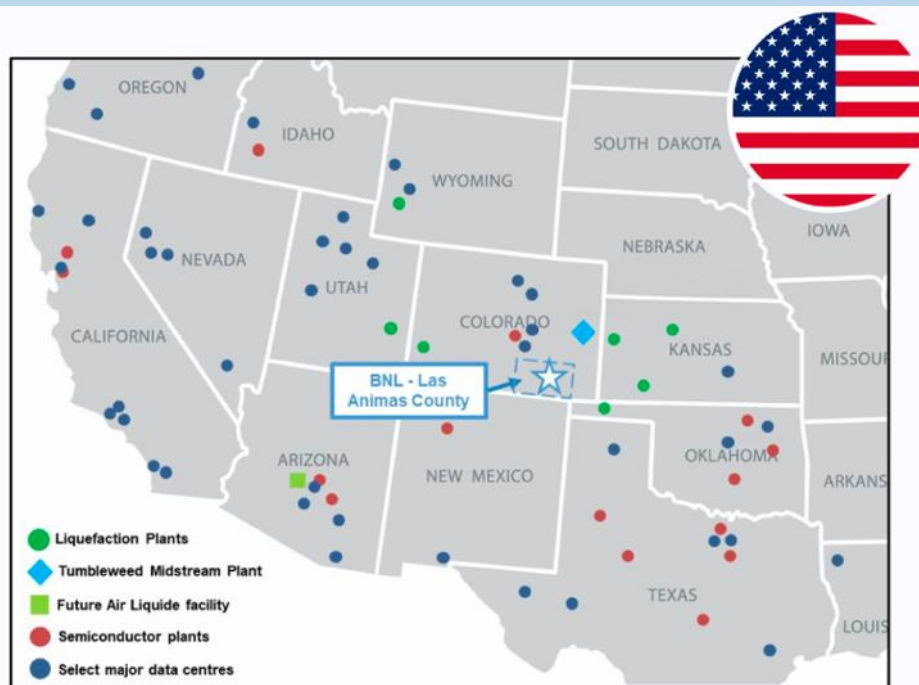 OREGON
IDAHO
WYOMING
SOUTH DAKOTA
IOWA
NEBRASKA
NEVADA
UTAH
COLORADO
CALIFORNIA
KANSAS
MISSOUR
BNL - Las
Animas County
ARIZONA
NEW MEXICO
OKLAHOMA
ARKANS
TEXAS
LOUIS
Liquefaction Plants
Tumbleweed Midstream Plant
Future Air Liquide facility
Semiconductor plants
Select major data centres